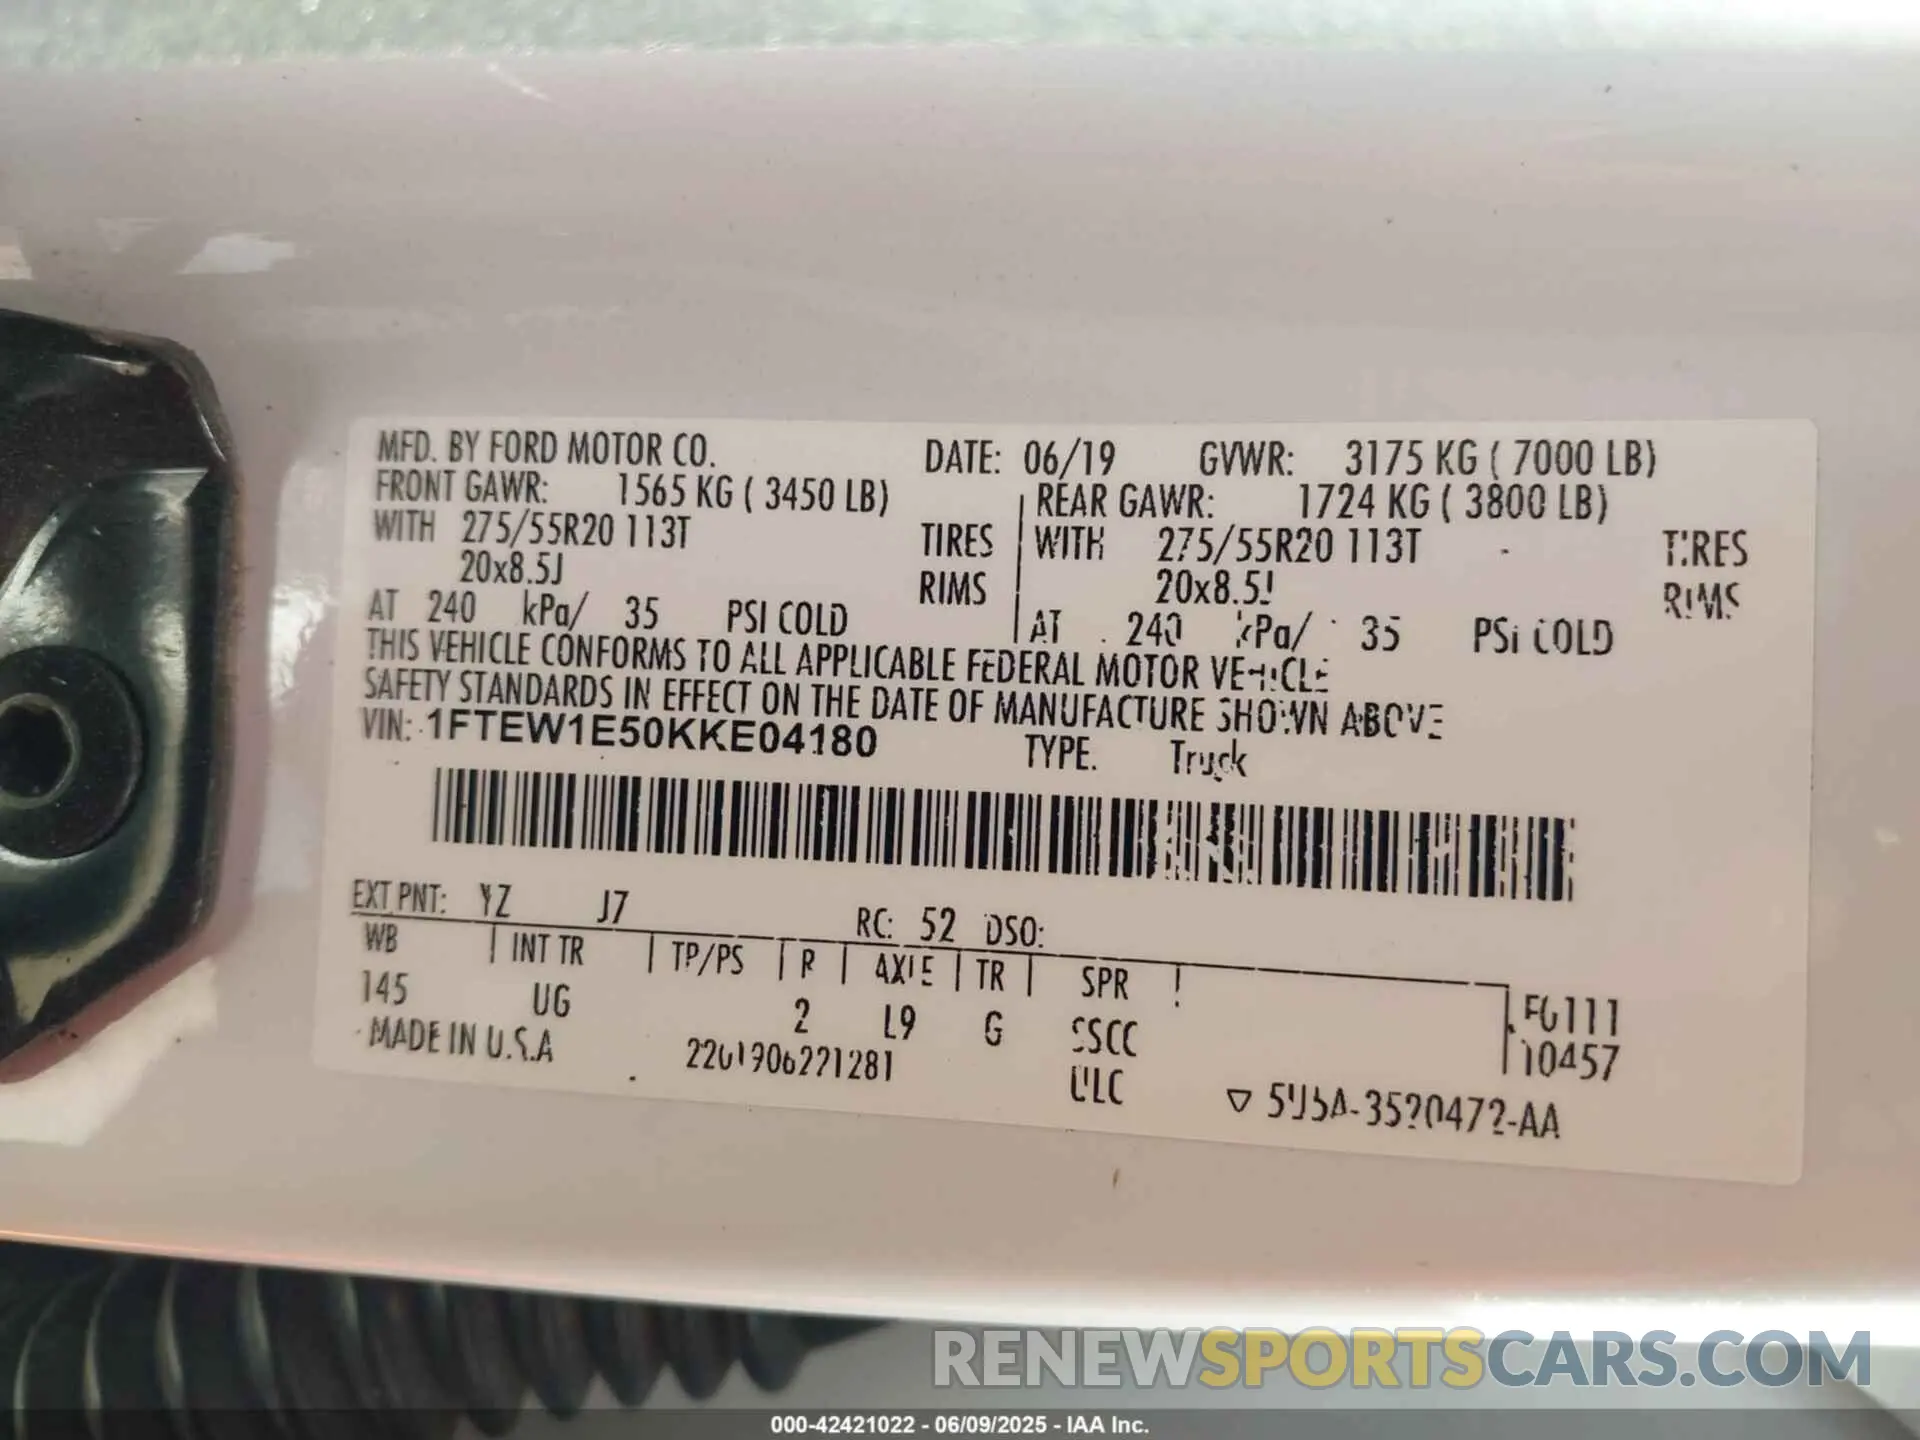 MFD. BY FORD MOTOR CO. DATE: 06/19 GVWR: 3175 KG ( 7000 LB)
FRONT GAWR: 1565 KG ( 3450 LB) REAR GAWR: 1724 KG ( 3800 LB)
WITH 275/55R20 113T TIRES WITH 275/55R20 113T TIRES
20x8.5J RIMS 20x8.5J RIMS
AT 240 kPa/ 35 PSI COLD AT 240 kPa/ 35 PSI COLD
THIS VEHICLE CONFORMS TO ALL APPLICABLE FEDERAL MOTOR VEHICLE
SAFETY STANDARDS IN EFFECT ON THE DATE OF MANUFACTURE SHOWN ABOVE
VIN: 1FTEW1E50KKE04180 TYPE: Truck
EXT PNT: YZ J7 RC: 52 DSO:
WB INT TR TP/PS R AXLE TR SPR
145 UG 2 L9 G SSCC
MADE IN U.S.A
10457
000-42421022 - 06/09/2025 - IAA Inc.
RENEWSPORTSCARS.COM